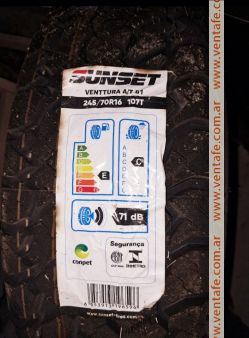 SUNSET
VENTTURA A/T 01
245/70R16 107T
E
A
B
C
D
E
F
G
C
71 dB
conpet
Segurança
INMETRO
www.ventafe.com.ar
www.ventafe.com.ar